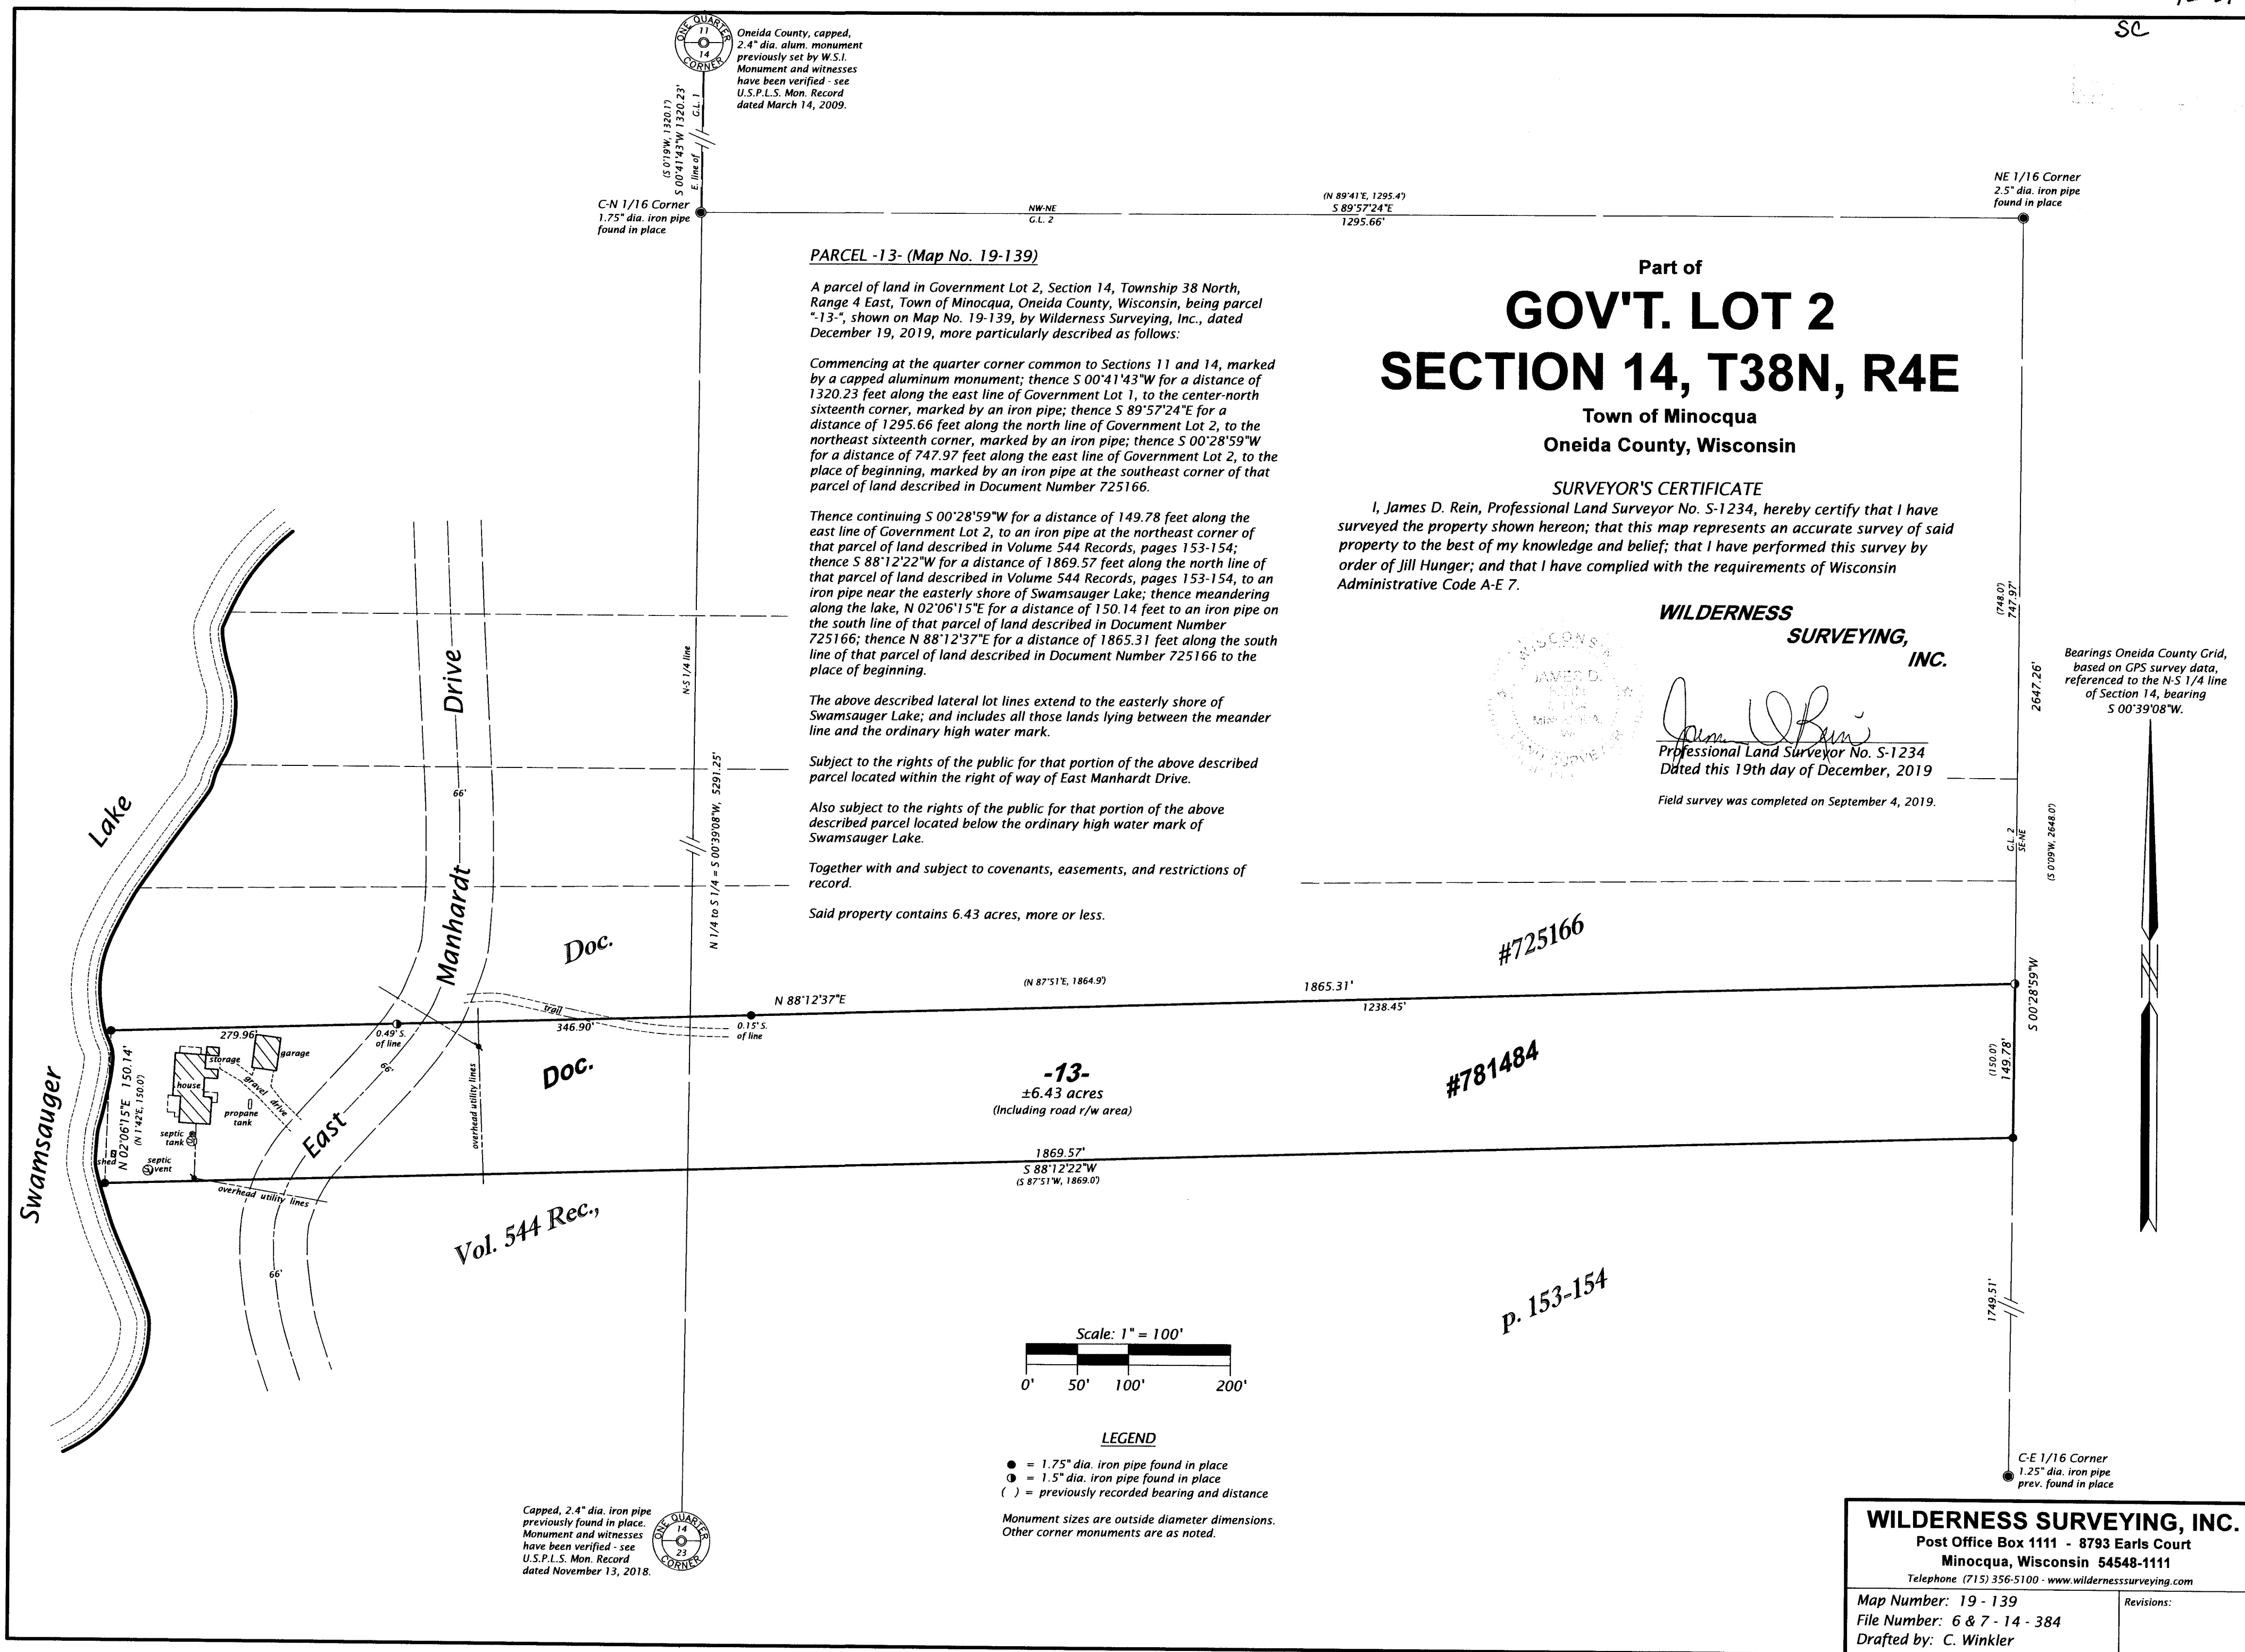 SC
ONE QUARTER CORNER
11
14
Oneida County, capped,
2.4" dia. alum. monument
previously set by W.S.I.
Monument and witnesses
have been verified - see
U.S.P.L.S. Mon. Record
dated March 14, 2009.
(S 0°19'W, 1320.1')
S 00°41'43"W 1320.23'
E. line of G.L. 1
C-N 1/16 Corner
1.75" dia. iron pipe
found in place
NW-NE
G.L. 2
(N 89°41'E, 1295.4')
S 89°57'24"E
1295.66'
NE 1/16 Corner
2.5" dia. iron pipe
found in place
PARCEL -13- (Map No. 19-139)
A parcel of land in Government Lot 2, Section 14, Township 38 North,
Range 4 East, Town of Minocqua, Oneida County, Wisconsin, being parcel
"-13-", shown on Map No. 19-139, by Wilderness Surveying, Inc., dated
December 19, 2019, more particularly described as follows:
Commencing at the quarter corner common to Sections 11 and 14, marked
by a capped aluminum monument; thence S 00°41'43"W for a distance of
1320.23 feet along the east line of Government Lot 1, to the center-north
sixteenth corner, marked by an iron pipe; thence S 89°57'24"E for a
distance of 1295.66 feet along the north line of Government Lot 2, to the
northeast sixteenth corner, marked by an iron pipe; thence S 00°28'59"W
for a distance of 747.97 feet along the east line of Government Lot 2, to the
place of beginning, marked by an iron pipe at the southeast corner of that
parcel of land described in Document Number 725166.
Thence continuing S 00°28'59"W for a distance of 149.78 feet along the
east line of Government Lot 2, to an iron pipe at the northeast corner of
that parcel of land described in Volume 544 Records, pages 153-154;
thence S 88°12'22"W for a distance of 1869.57 feet along the north line of
that parcel of land described in Volume 544 Records, pages 153-154, to an
iron pipe near the easterly shore of Swamsauger Lake; thence meandering
along the lake, N 02°06'15"E for a distance of 150.14 feet to an iron pipe on
the south line of that parcel of land described in Document Number
725166; thence N 88°12'37"E for a distance of 1865.31 feet along the south
line of that parcel of land described in Document Number 725166 to the
place of beginning.
The above described lateral lot lines extend to the easterly shore of
Swamsauger Lake; and includes all those lands lying between the meander
line and the ordinary high water mark.
Subject to the rights of the public for that portion of the above described
parcel located within the right of way of East Manhardt Drive.
Also subject to the rights of the public for that portion of the above
described parcel located below the ordinary high water mark of
Swamsauger Lake.
Together with and subject to covenants, easements, and restrictions of
record.
Said property contains 6.43 acres, more or less.
Part of
GOV'T. LOT 2
SECTION 14, T38N, R4E
Town of Minocqua
Oneida County, Wisconsin
SURVEYOR'S CERTIFICATE
I, James D. Rein, Professional Land Surveyor No. S-1234, hereby certify that I have
surveyed the property shown hereon; that this map represents an accurate survey of said
property to the best of my knowledge and belief; that I have performed this survey by
order of Jill Hunger; and that I have complied with the requirements of Wisconsin
Administrative Code A-E 7.
WILDERNESS
SURVEYING,
INC.
WISCONSIN
JAMES D.
REIN
MINOCQUA,
LAND SURVEYOR
Professional Land Surveyor No. S-1234
Dated this 19th day of December, 2019
Field survey was completed on September 4, 2019.
(748.0')
747.97'
2647.26'
G.L. 2
SE-NE
(S 0°09'W, 2648.0')
S 00°28'59"W
(150.0')
149.78'
1749.51'
Bearings Oneida County Grid,
based on GPS survey data,
referenced to the N-S 1/4 line
of Section 14, bearing
S 00°39'08"W.
N-S 1/4 line
N 1/4 to S 1/4 = S 00°39'08"W, 5291.25'
Swamsauger Lake
East Manhardt Drive
66'
66'
66'
Doc. #725166
N 88°12'37"E
(N 87°51'E, 1864.9')
1865.31'
1238.45'
279.96'
0.49' S.
of line
trail
346.90'
0.15' S.
of line
N 02°06'15"E 150.14'
(N 1°42'E, 150.0')
house
storage
garage
gravel drive
propane
tank
septic
tank
shed
septic
vent
overhead utility lines
overhead utility lines
Doc. #781484
-13-
±6.43 acres
(Including road r/w area)
1869.57'
S 88°12'22"W
(S 87°51'W, 1869.0')
Vol. 544 Rec., p. 153-154
Scale: 1" = 100'
0' 50' 100' 200'
LEGEND
= 1.75" dia. iron pipe found in place
= 1.5" dia. iron pipe found in place
( ) = previously recorded bearing and distance
Monument sizes are outside diameter dimensions.
Other corner monuments are as noted.
Capped, 2.4" dia. iron pipe
previously found in place.
Monument and witnesses
have been verified - see
U.S.P.L.S. Mon. Record
dated November 13, 2018.
ONE QUARTER CORNER
14
23
C-E 1/16 Corner
1.25" dia. iron pipe
prev. found in place
WILDERNESS SURVEYING, INC.
Post Office Box 1111 - 8793 Earls Court
Minocqua, Wisconsin 54548-1111
Telephone (715) 356-5100 - www.wildernesssurveying.com
Map Number: 19 - 139
File Number: 6 & 7 - 14 - 384
Drafted by: C. Winkler
Revisions: